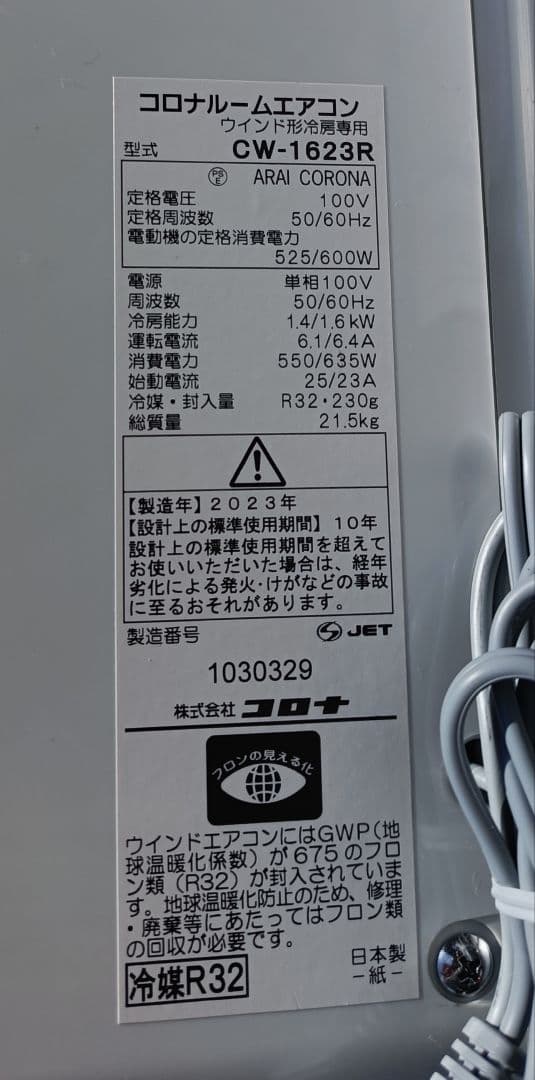 コロナルームエアコン
ウインド形冷房専用
型式 CW-1623R
PSE ARAI CORONA
定格電圧 100V
定格周波数 50/60Hz
電動機の定格消費電力
525/600W
電源 単相100V
周波数 50/60Hz
冷房能力 1.4/1.6kW
運転電流 6.1/6.4A
消費電力 550/635W
始動電流 25/23A
冷媒・封入量 R32・230g
総質量 21.5kg
【製造年】2023年
【設計上の標準使用期間】10年
設計上の標準使用期間を超えて
お使いいただいた場合は、経年
劣化による発火・けがなどの事故
に至るおそれがあります。
製造番号 JET
1030329
株式会社 コロナ
フロンの見える化
ウインドエアコンにはGWP(地
球温暖化係数)が675のフロ
ン類(R32)が封入されていま
す。地球温暖化防止のため、修理
・廃棄等にあたってはフロン類
の回収が必要です。
冷媒R32
日本製
-紙-